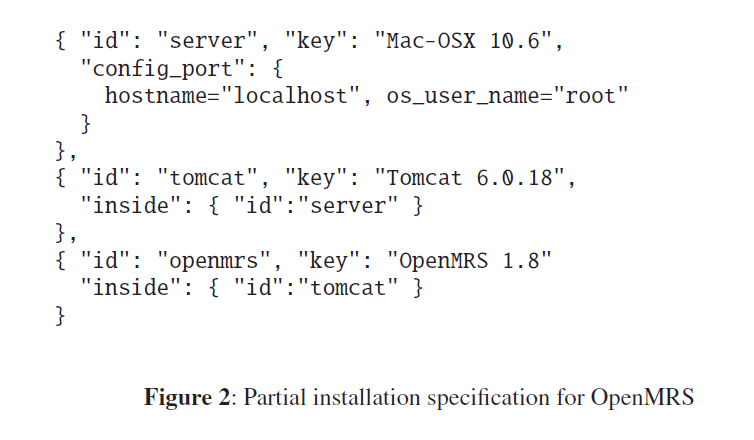 { "id": "server", "key": "Mac-OSX 10.6",
"config_port": {
hostname="localhost", os_user_name="root"
}
},
{ "id": "tomcat", "key": "Tomcat 6.0.18",
"inside": { "id":"server" }
},
{ "id": "openmrs", "key": "OpenMRS 1.8"
"inside": { "id":"tomcat" }
}
Figure 2: Partial installation specification for OpenMRS